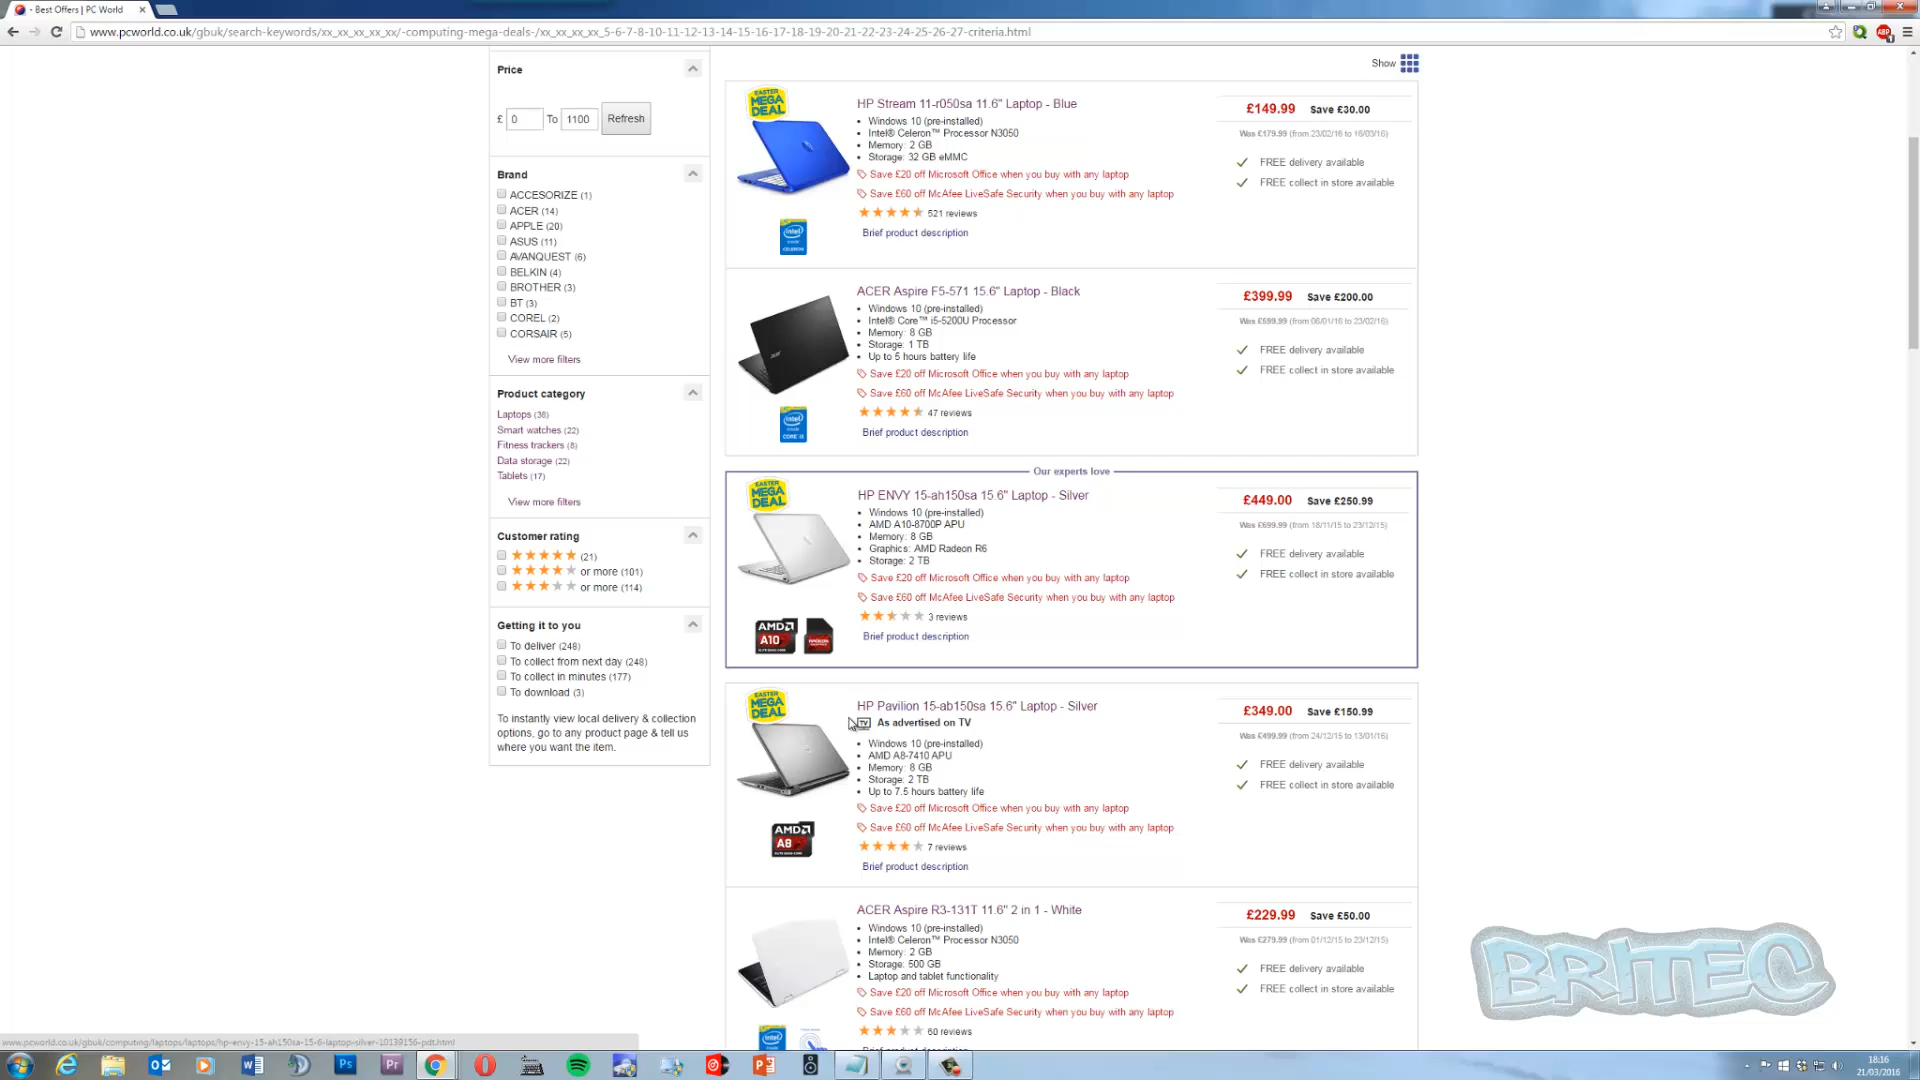 - Best Offers | PC World
www.pcworld.co.uk/gbuk/search-keywords/xx_xx_xx_xx_xx/-computing-mega-deals-/xx_xx_xx_xx_5-6-7-8-10-11-12-13-14-15-16-17-18-19-20-21-22-23-24-25-26-27-criteria.html
Price
£ 0 To 1100 Refresh
Brand
ACCESORIZE (1)
ACER (14)
APPLE (20)
ASUS (11)
AVANQUEST (6)
BELKIN (4)
BROTHER (3)
BT (3)
COREL (2)
CORSAIR (5)
View more filters
Product category
Laptops (38)
Smart watches (22)
Fitness trackers (8)
Data storage (22)
Tablets (17)
View more filters
Customer rating
(21)
or more (101)
or more (114)
Getting it to you
To deliver (248)
To collect from next day (248)
To collect in minutes (177)
To download (3)
To instantly view local delivery & collection
options, go to any product page & tell us
where you want the item.
Show
EASTER MEGA DEAL
HP Stream 11-r050sa 11.6" Laptop - Blue
Windows 10 (pre-installed)
Intel® Celeron™ Processor N3050
Memory: 2 GB
Storage: 32 GB eMMC
Save £20 off Microsoft Office when you buy with any laptop
Save £60 off McAfee LiveSafe Security when you buy with any laptop
521 reviews
Brief product description
£149.99 Save £30.00
Was £179.99 (from 23/02/16 to 16/03/16)
FREE delivery available
FREE collect in store available
ACER Aspire F5-571 15.6" Laptop - Black
Windows 10 (pre-installed)
Intel® Core™ i5-5200U Processor
Memory: 8 GB
Storage: 1 TB
Up to 5 hours battery life
Save £20 off Microsoft Office when you buy with any laptop
Save £60 off McAfee LiveSafe Security when you buy with any laptop
47 reviews
Brief product description
£399.99 Save £200.00
Was £599.99 (from 06/01/16 to 23/02/16)
FREE delivery available
FREE collect in store available
Our experts love
EASTER MEGA DEAL
HP ENVY 15-ah150sa 15.6" Laptop - Silver
Windows 10 (pre-installed)
AMD A10-8700P APU
Memory: 8 GB
Graphics: AMD Radeon R6
Storage: 2 TB
Save £20 off Microsoft Office when you buy with any laptop
Save £60 off McAfee LiveSafe Security when you buy with any laptop
3 reviews
AMD A10
Brief product description
£449.00 Save £250.99
Was £699.99 (from 18/11/15 to 23/12/15)
FREE delivery available
FREE collect in store available
EASTER MEGA DEAL
HP Pavilion 15-ab150sa 15.6" Laptop - Silver
TV As advertised on TV
Windows 10 (pre-installed)
AMD A8-7410 APU
Memory: 8 GB
Storage: 2 TB
Up to 7.5 hours battery life
Save £20 off Microsoft Office when you buy with any laptop
Save £60 off McAfee LiveSafe Security when you buy with any laptop
AMD A8
7 reviews
Brief product description
£349.00 Save £150.99
Was £499.99 (from 24/12/15 to 13/01/16)
FREE delivery available
FREE collect in store available
ACER Aspire R3-131T 11.6" 2 in 1 - White
Windows 10 (pre-installed)
Intel® Celeron™ Processor N3050
Memory: 2 GB
Storage: 500 GB
Laptop and tablet functionality
Save £20 off Microsoft Office when you buy with any laptop
Save £60 off McAfee LiveSafe Security when you buy with any laptop
60 reviews
£229.99 Save £50.00
Was £279.99 (from 01/12/15 to 23/12/15)
FREE delivery available
FREE collect in store available
BRITEC
www.pcworld.co.uk/gbuk/computing/laptops/laptops/hp-envy-15-ah150sa-15-6-laptop-silver-10139156-pdt.html
18:16
21/03/2016